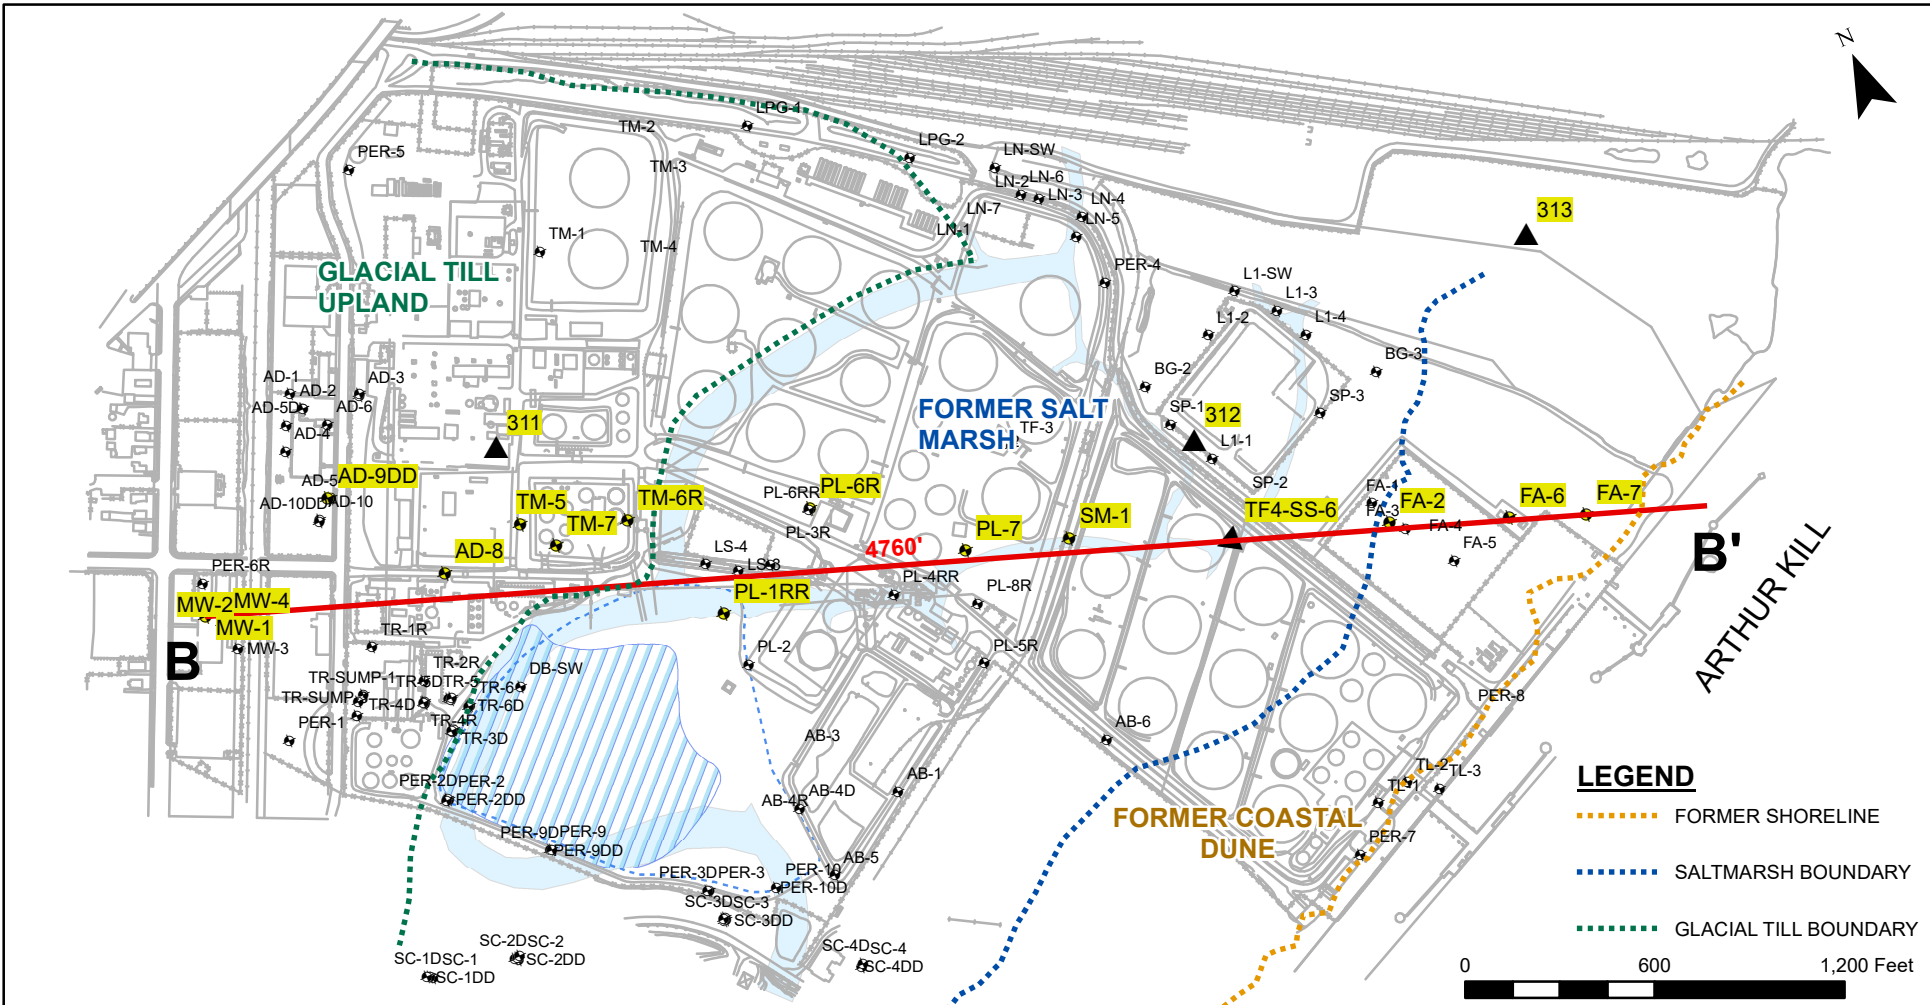 N
LPG-1
TM-2
LPG-2
PER-5
TM-3
LN-SW
LN-6
LN-2
LN-3
LN-4
LN-7
LN-5
LN-1
313
TM-1
TM-4
GLACIAL TILL
UPLAND
PER-4
L1-SW
L1-3
L1-2
L1-4
BG-3
BG-2
AD-1
AD-2
AD-3
AD-5D
AD-6
AD-4
311
FORMER SALT
MARSH
TF-3
SP-1
312
SP-3
L1-1
SP-2
AD-5
AD-9DD
AD-10DD
AD-10
TM-5
TM-7
TM-6R
PL-6RR
PL-6R
PL-3R
PL-7
SM-1
TF4-SS-6
FA-1
FA-3
FA-2
FA-4
FA-5
FA-6
FA-7
B'
ARTHUR KILL
4760'
AD-8
LS-4
LS-3
PL-1RR
PL-4RR
PL-8R
PER-6R
MW-2
MW-4
MW-1
MW-3
B
TR-1R
PL-2
PL-5R
TR-2R
DB-SW
TR-SUMP-1
TR-5D
TR-5
TR-6
TR-SUMP
TR-4D
TR-6D
PER-1
TR-4R
TR-3D
AB-3
AB-6
PER-8
PER-2D
PER-2
PER-2DD
AB-4R
AB-4D
AB-1
TL-2
TL-3
TL-1
PER-7
FORMER COASTAL
DUNE
PER-9D
PER-9
PER-9DD
AB-5
PER-3D
PER-3
PER-10
PER-10D
SC-3D
SC-3
SC-3DD
SC-2D
SC-2
SC-2DD
SC-1D
SC-1
SC-1DD
SC-4D
SC-4
SC-4DD
LEGEND
FORMER SHORELINE
SALTMARSH BOUNDARY
GLACIAL TILL BOUNDARY
0 600 1,200 Feet